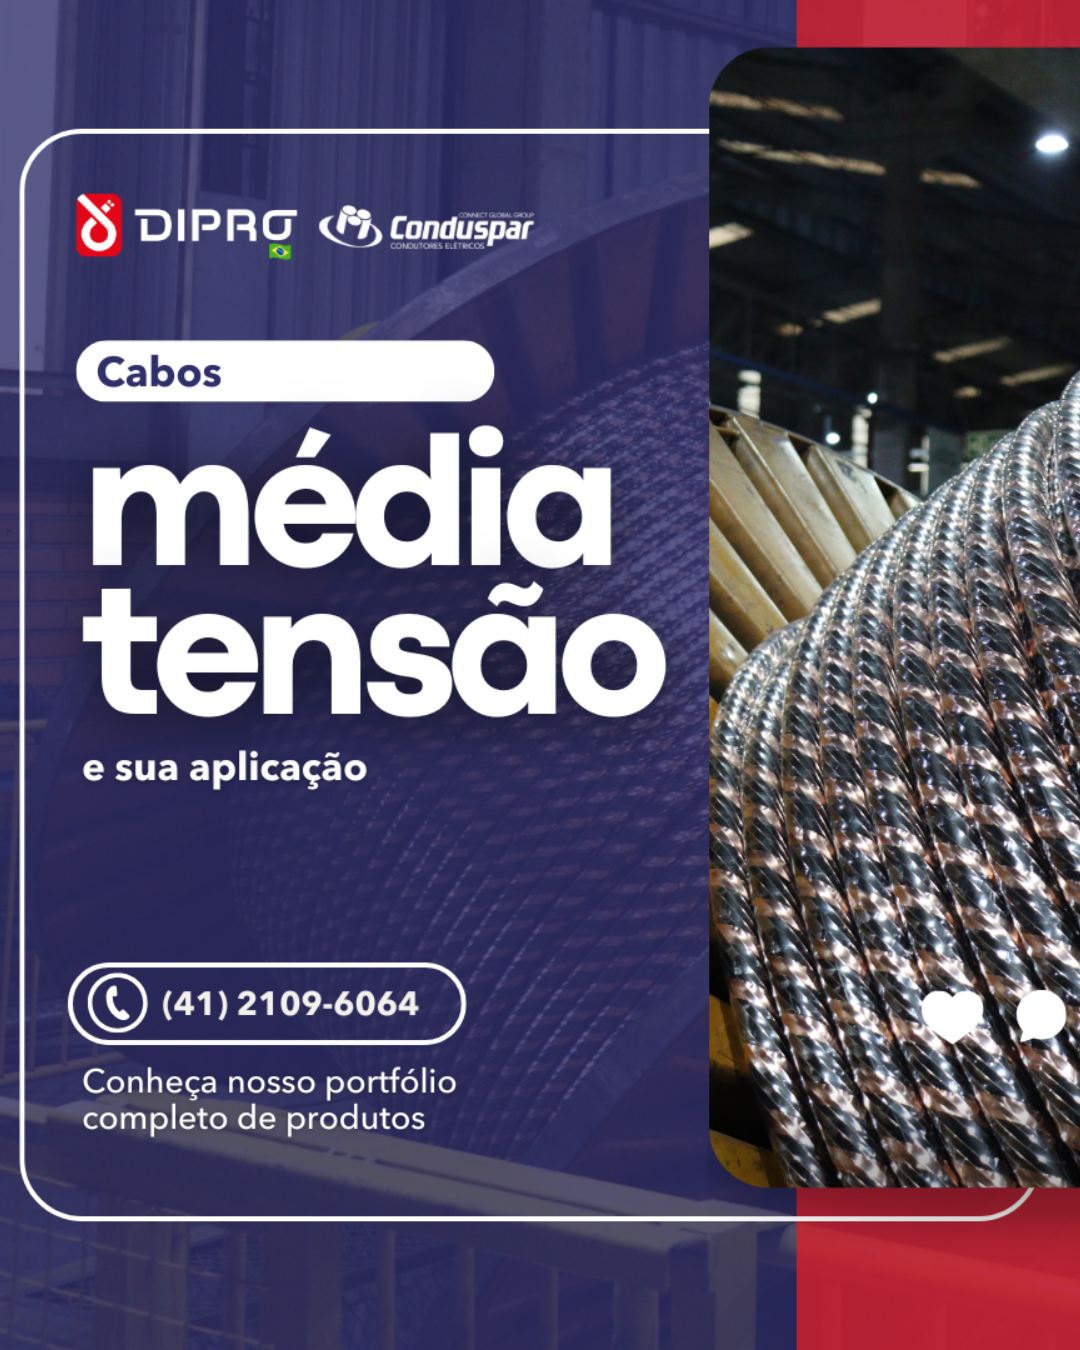 DIPRO
CONNECT GLOBAL GROUP
Conduspar
CONDUTORES ELÉTRICOS
Cabos
média
tensão
e sua aplicação
(41) 2109-6064
Conheça nosso portfólio
completo de produtos